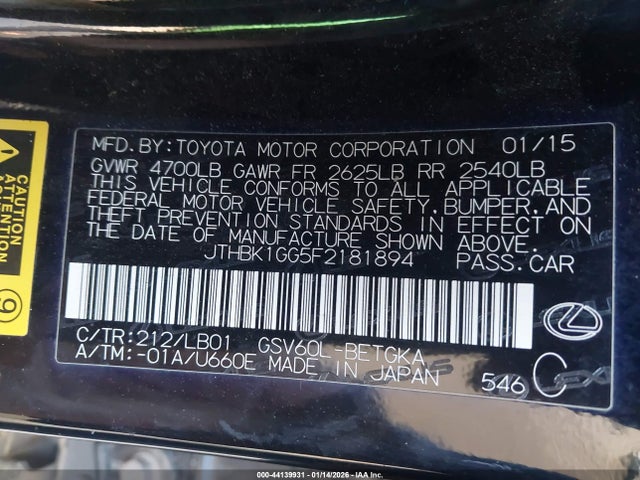 CAUTION
Attention
9
MFD.BY:TOYOTA MOTOR CORPORATION 01/15
GVWR 4700LB GAWR FR 2625LB RR 2540LB
THIS VEHICLE CONFORMS TO ALL APPLICABLE
FEDERAL MOTOR VEHICLE SAFETY,BUMPER,AND
THEFT PREVENTION STANDARDS IN EFFECT ON
THE DATE OF MANUFACTURE SHOWN ABOVE.
JTHBK1GG5F2181894 PASS.CAR
C/TR:212/LB01 GSV60L-BETGKA
A/TM:-01A/U660E MADE IN JAPAN 546 C
000-44139931 - 01/14/2026 - IAAI.COM